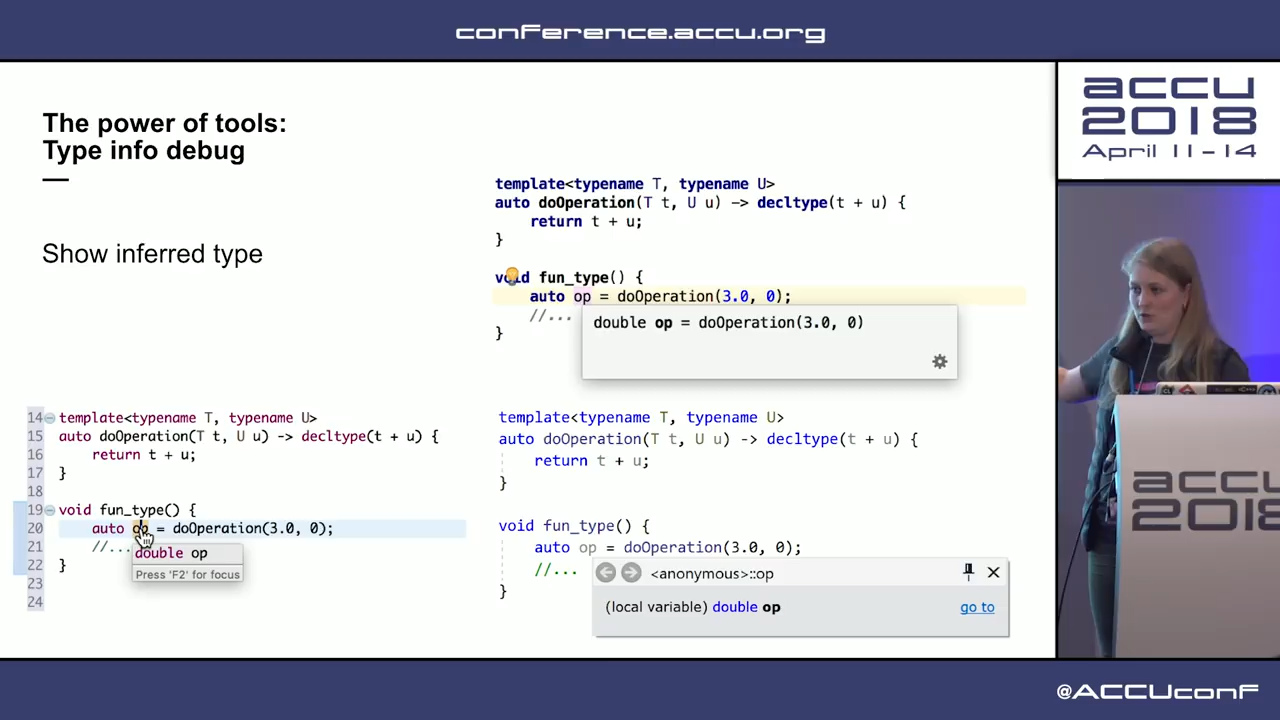 conference.accu.org
The power of tools:
Type info debug
Show inferred type
template<typename T, typename U>
auto doOperation(T t, U u) -> decltype(t + u) {
return t + u;
}
void fun_type() {
auto op = doOperation(3.0, 0);
//...
double op = doOperation(3.0, 0)
}
14 template<typename T, typename U>
15 auto doOperation(T t, U u) -> decltype(t + u) {
16 return t + u;
17 }
18
19 void fun_type() {
20 auto op = doOperation(3.0, 0);
21 //...
double op
Press 'F2' for focus
22 }
23
24
template<typename T, typename U>
auto doOperation(T t, U u) -> decltype(t + u) {
return t + u;
}
void fun_type() {
auto op = doOperation(3.0, 0);
//...
<anonymous>::op
}
(local variable) double op
go to
accu
2018
April 11-14
accu
2018
@ACCUconf